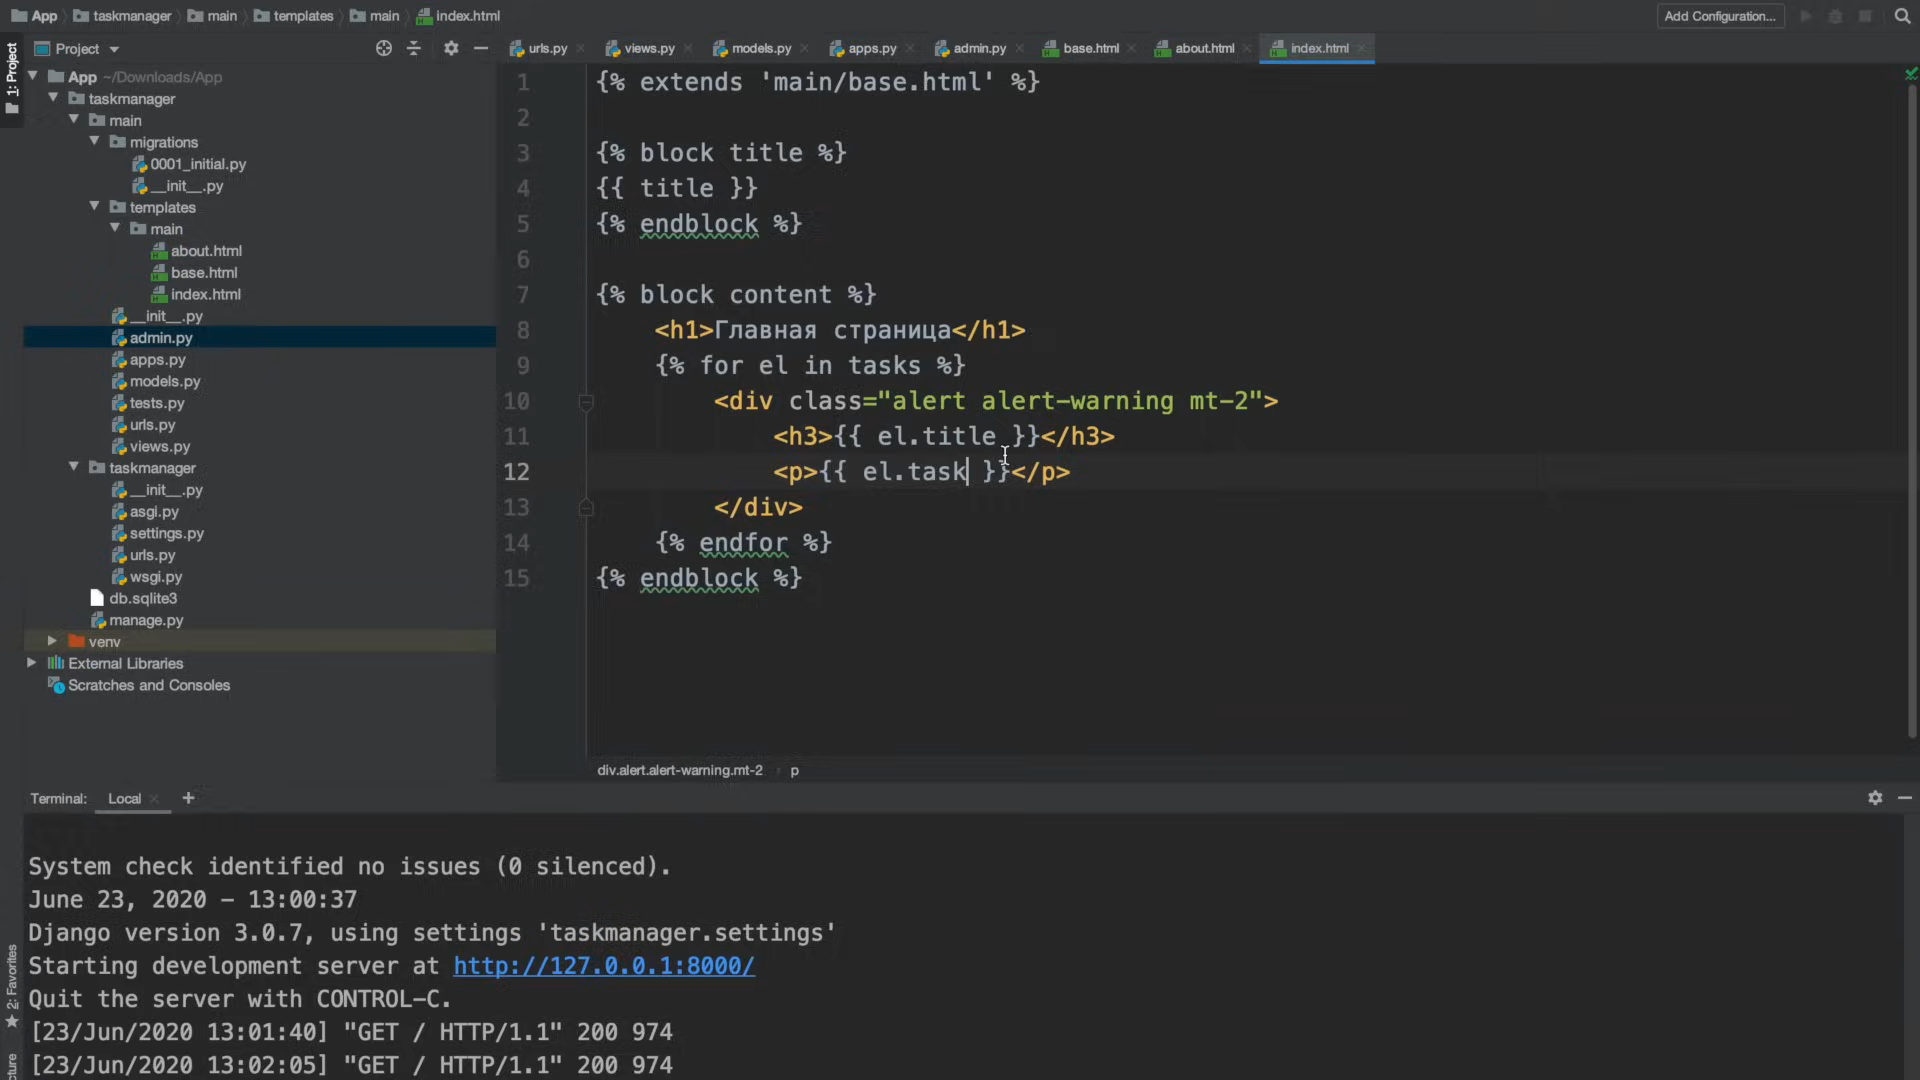 App taskmanager main templates main index.html
Add Configuration...
1: Project
Project
urls.py views.py models.py apps.py admin.py base.html about.html index.html
App ~/Downloads/App
taskmanager
main
migrations
0001_initial.py
__init__.py
templates
main
about.html
base.html
index.html
__init__.py
admin.py
apps.py
models.py
tests.py
urls.py
views.py
taskmanager
__init__.py
asgi.py
settings.py
urls.py
wsgi.py
db.sqlite3
manage.py
venv
External Libraries
Scratches and Consoles
1 {% extends 'main/base.html' %}
2
3 {% block title %}
4 {{ title }}
5 {% endblock %}
6
7 {% block content %}
8 <h1>Главная страница</h1>
9 {% for el in tasks %}
10 <div class="alert alert-warning mt-2">
11 <h3>{{ el.title }}</h3>
12 <p>{{ el.task }}</p>
13 </div>
14 {% endfor %}
15 {% endblock %}
div.alert.alert-warning.mt-2 › p
Terminal: Local +
System check identified no issues (0 silenced).
June 23, 2020 - 13:00:37
Django version 3.0.7, using settings 'taskmanager.settings'
Starting development server at http://127.0.0.1:8000/
Quit the server with CONTROL-C.
[23/Jun/2020 13:01:40] "GET / HTTP/1.1" 200 974
[23/Jun/2020 13:02:05] "GET / HTTP/1.1" 200 974
2: Favorites